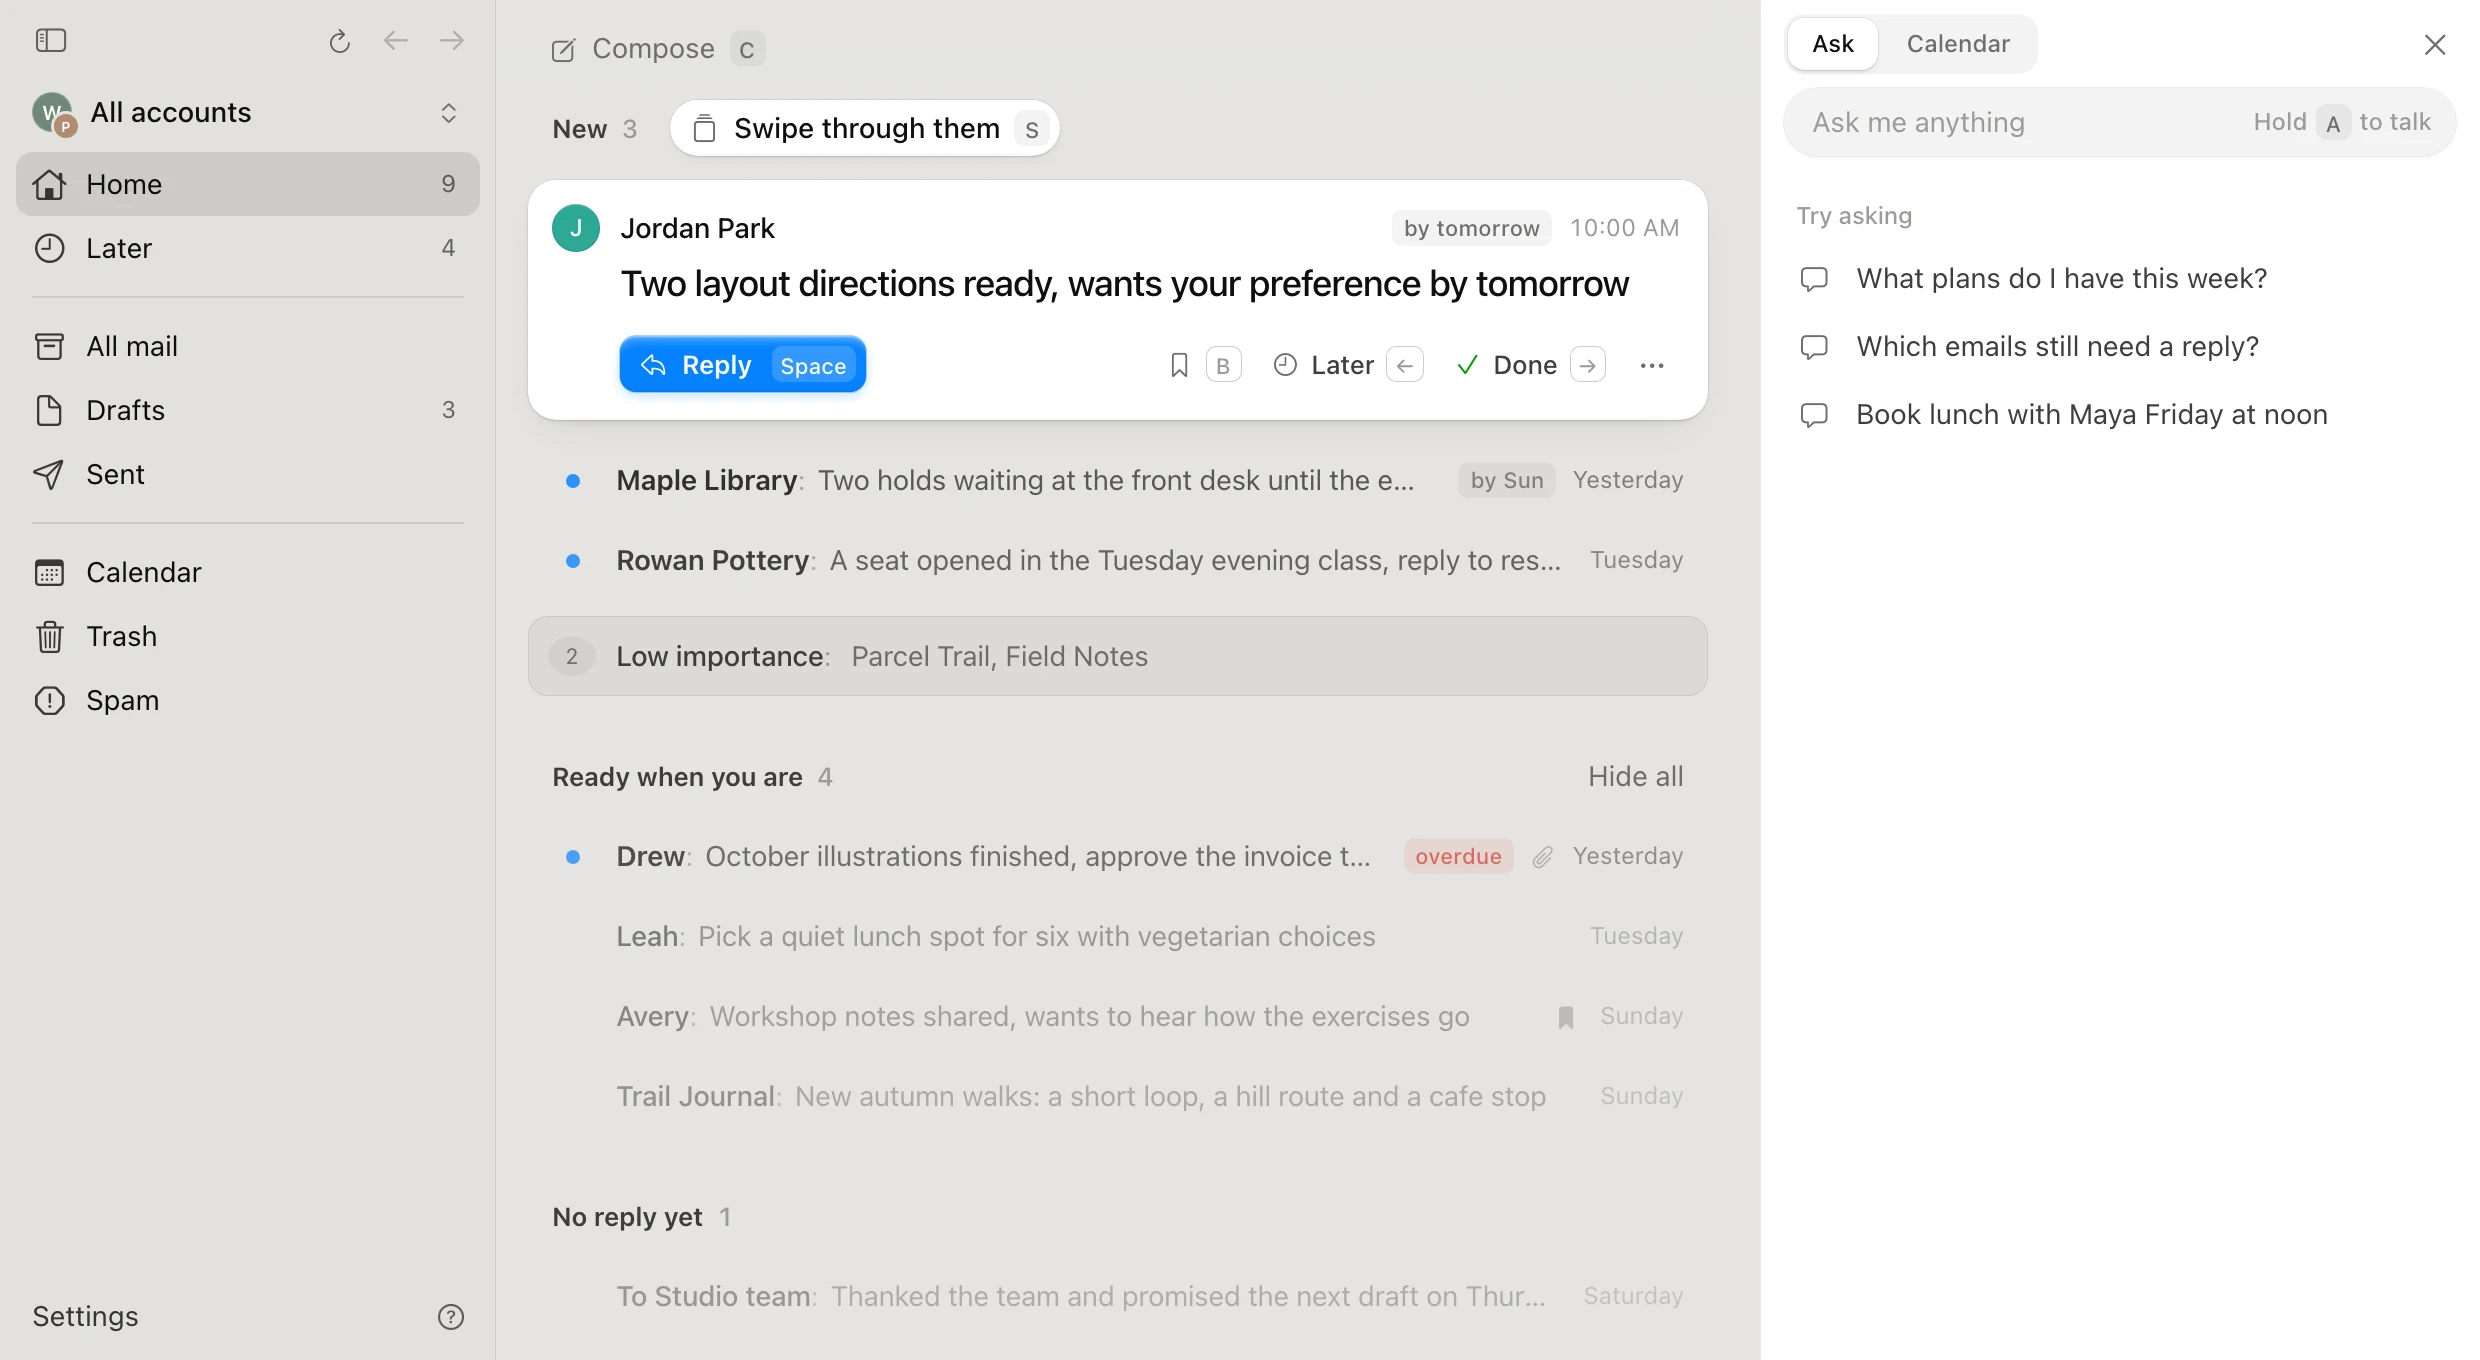 W
P
All accounts
Home 9
Later 4
All mail
Drafts 3
Sent
Calendar
Trash
Spam
Settings
?
Compose C
New 3 Swipe through them S
J Jordan Park by tomorrow 10:00 AM
Two layout directions ready, wants your preference by tomorrow
Reply Space B Later ← Done → ...
Maple Library: Two holds waiting at the front desk until the e... by Sun Yesterday
Rowan Pottery: A seat opened in the Tuesday evening class, reply to res... Tuesday
2 Low importance: Parcel Trail, Field Notes
Ready when you are 4 Hide all
Drew: October illustrations finished, approve the invoice t... overdue Yesterday
Leah: Pick a quiet lunch spot for six with vegetarian choices Tuesday
Avery: Workshop notes shared, wants to hear how the exercises go Sunday
Trail Journal: New autumn walks: a short loop, a hill route and a cafe stop Sunday
No reply yet 1
To Studio team: Thanked the team and promised the next draft on Thur... Saturday
Ask Calendar
Ask me anything Hold A to talk
Try asking
What plans do I have this week?
Which emails still need a reply?
Book lunch with Maya Friday at noon